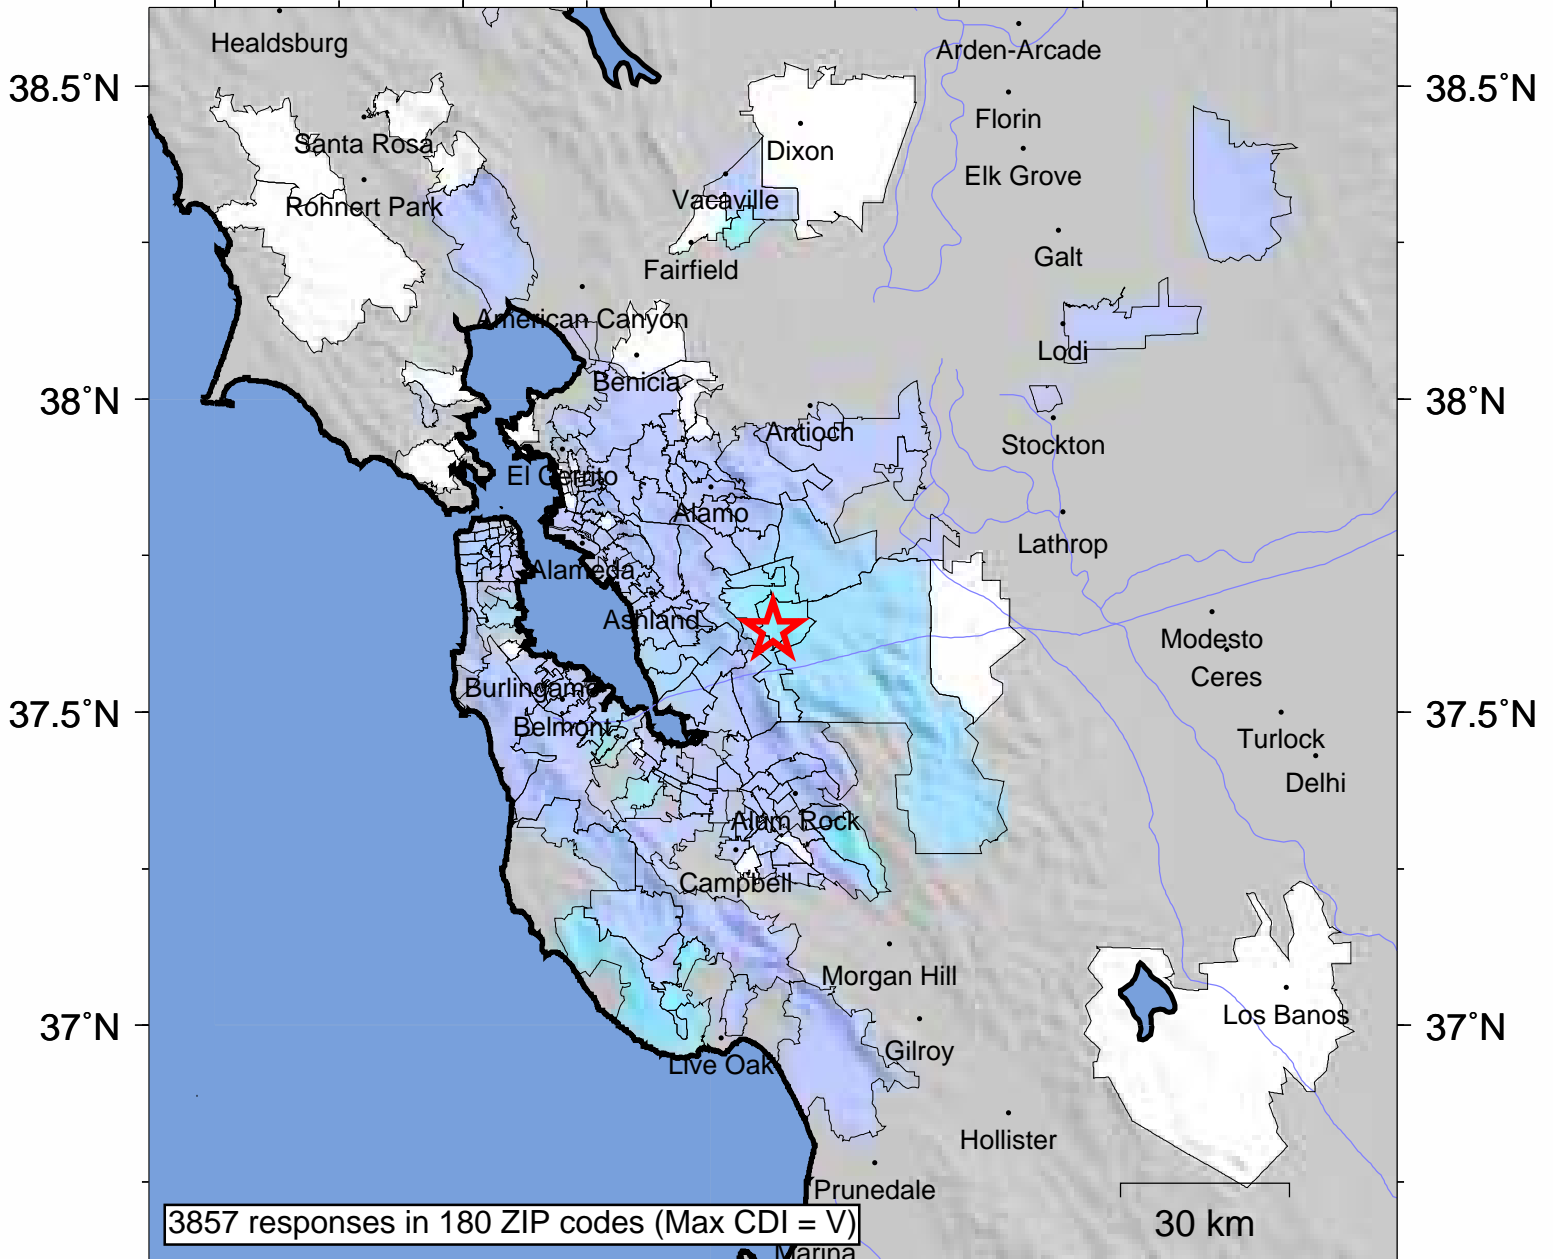 Healdsburg
Arden-Arcade
38.5°N
38.5°N
Florin
Santa Rosa
Dixon
Elk Grove
Vacaville
Rohnert Park
Galt
Fairfield
American Canyon
Lodi
Benicia
38°N
38°N
Antioch
Stockton
El Cerrito
Alamo
Lathrop
Alameda
Ashland
Modesto
Ceres
Burlingame
37.5°N
37.5°N
Belmont
Turlock
Delhi
Alum Rock
Campbell
Morgan Hill
Los Banos
37°N
37°N
Gilroy
Live Oak
Hollister
Prunedale
3857 responses in 180 ZIP codes (Max CDI = V)
30 km
Marina